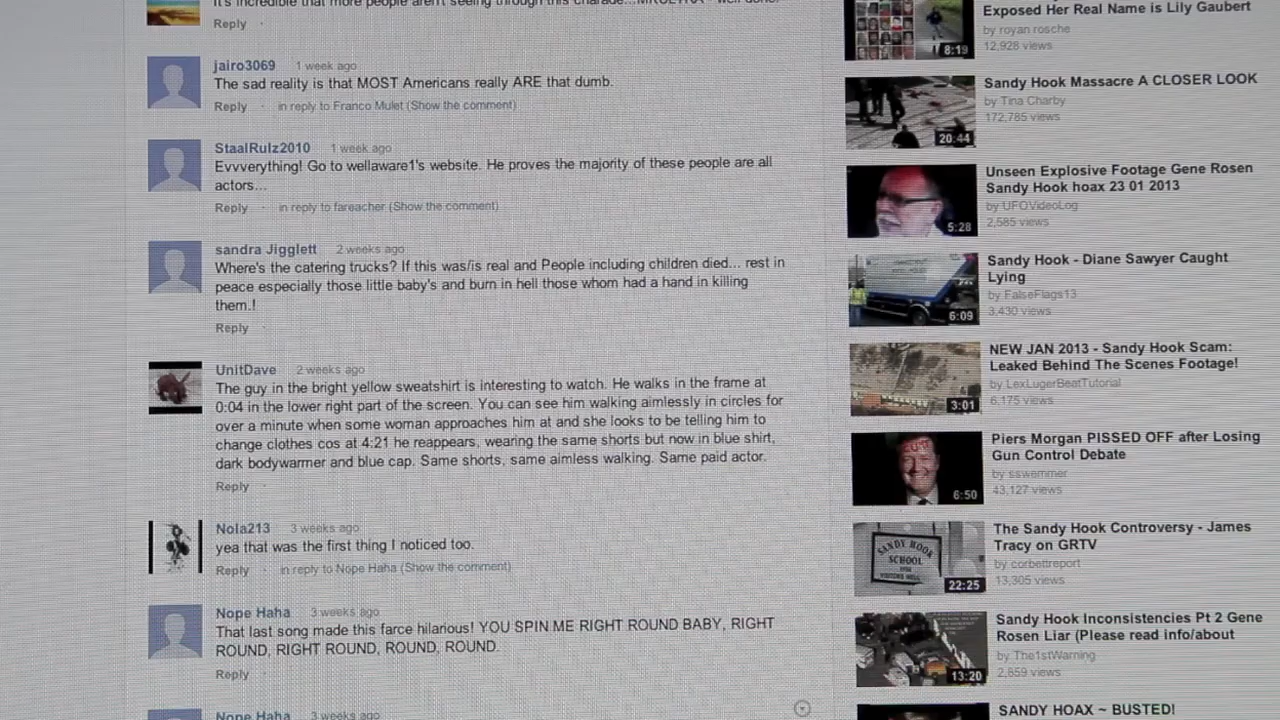 It's incredible that more people aren't seeing through this charade...
Reply ·
jairo3069 1 week ago
The sad reality is that MOST Americans really ARE that dumb.
Reply · in reply to Franco Mulet (Show the comment)
StaaRulz2010 1 week ago
Evvverything! Go to wellaware1's website. He proves the majority of these people are all
actors...
Reply · in reply to fareacher (Show the comment)
sandra Jigglett 2 weeks ago
Where's the catering trucks? If this was/is real and People including children died... rest in
peace especially those little baby's and burn in hell those whom had a hand in killing
them.!
Reply
UnitDave 2 weeks ago
The guy in the bright yellow sweatshirt is interesting to watch. He walks in the frame at
0:04 in the lower right part of the screen. You can see him walking aimlessly in circles for
over a minute when some woman approaches him at and she looks to be telling him to
change clothes cos at 4:21 he reappears, wearing the same shorts but now in blue shirt,
dark bodywarmer and blue cap. Same shorts, same aimless walking. Same paid actor.
Reply
Nola213 3 weeks ago
yea that was the first thing I noticed too.
Reply · in reply to Nope Haha (Show the comment)
Nope Haha 3 weeks ago
That last song made this farce hilarious! YOU SPIN ME RIGHT ROUND BABY, RIGHT
ROUND, RIGHT ROUND, ROUND, ROUND.
Reply
Nope Haha 3 weeks ago
Exposed Her Real Name is Lily Gaubert
by royan rosche
12,928 views
8:19
Sandy Hook Massacre A CLOSER LOOK
by Tina Charby
172,785 views
20:44
Unseen Explosive Footage Gene Rosen
Sandy Hook hoax 23 01 2013
by UFOVideoLog
2,585 views
5:28
Sandy Hook - Diane Sawyer Caught
Lying
by FalseFlags13
3,430 views
6:09
NEW JAN 2013 - Sandy Hook Scam:
Leaked Behind The Scenes Footage!
by LexLugerBeatTutorial
6,175 views
3:01
Piers Morgan PISSED OFF after Losing
Gun Control Debate
by sswemmer
43,127 views
6:50
The Sandy Hook Controversy - James
Tracy on GRTV
by corbettreport
13,305 views
SANDY HOOK
SCHOOL
22:25
Sandy Hook Inconsistencies Pt 2 Gene
Rosen Liar (Please read info/about
by The1stWarning
2,859 views
13:20
SANDY HOAX ~ BUSTED!